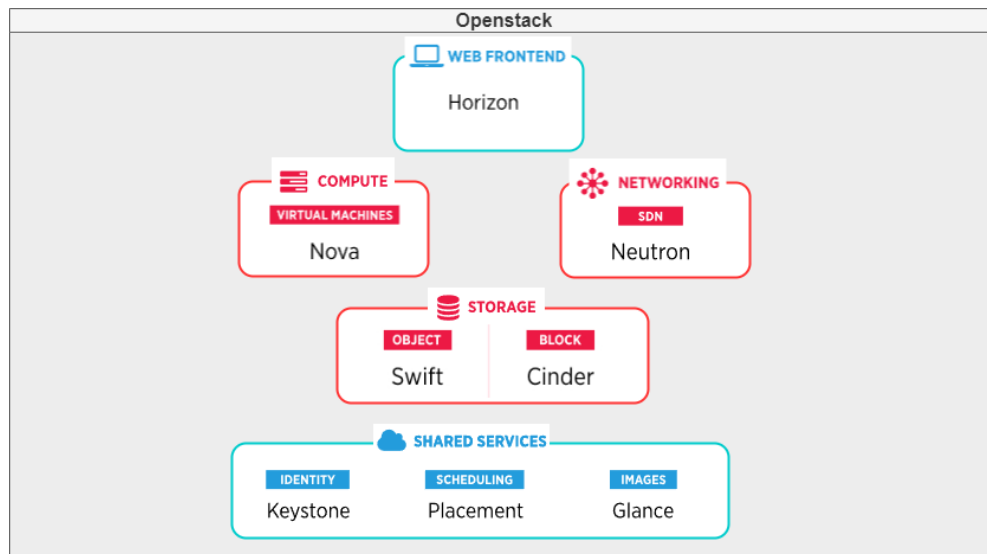 Openstack
WEB FRONTEND
Horizon
COMPUTE
VIRTUAL MACHINES
Nova
NETWORKING
SDN
Neutron
STORAGE
OBJECT
Swift
BLOCK
Cinder
SHARED SERVICES
IDENTITY
Keystone
SCHEDULING
Placement
IMAGES
Glance